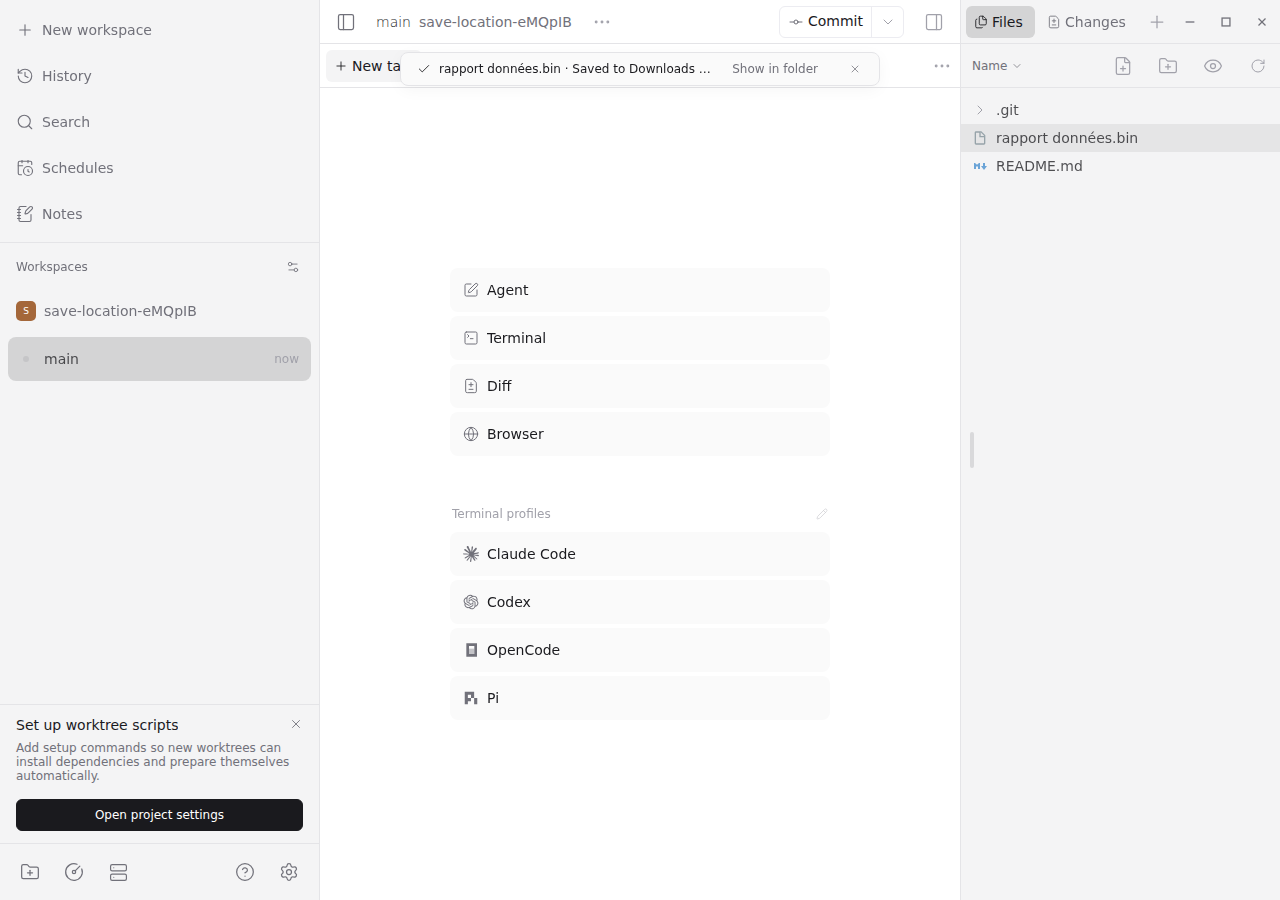 New workspace
History
Search
Schedules
Notes
Workspaces
S
save-location-eMQpIB
main
now
Set up worktree scripts
Add setup commands so new worktrees can
install dependencies and prepare themselves
automatically.
Open project settings
main save-location-eMQpIB
Commit
New ta
rapport données.bin · Saved to Downloads ...
Show in folder
Agent
Terminal
Diff
Browser
Terminal profiles
Claude Code
Codex
OpenCode
Pi
Files
Changes
Name
.git
rapport données.bin
README.md